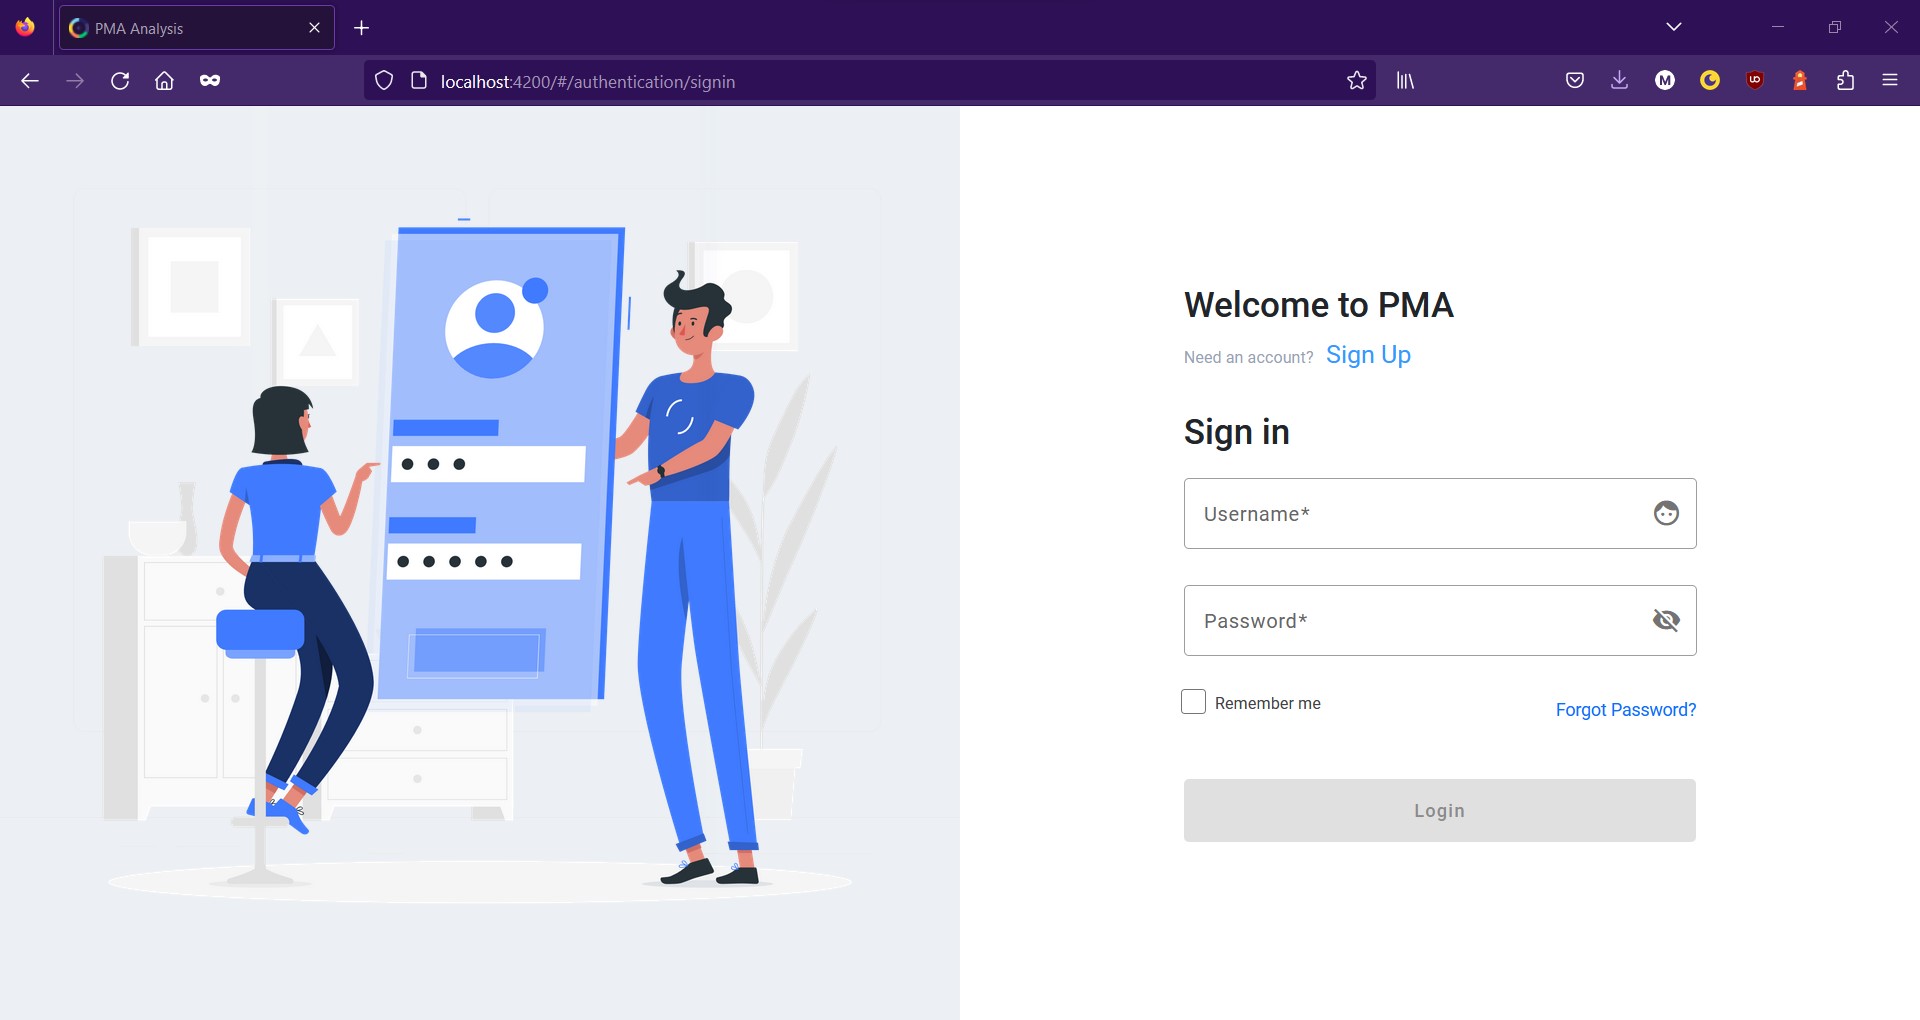 PMA Analysis
localhost:4200/#/authentication/signin
M
UO
Welcome to PMA
Need an account? Sign Up
Sign in
Username*
Password*
Remember me
Forgot Password?
Login